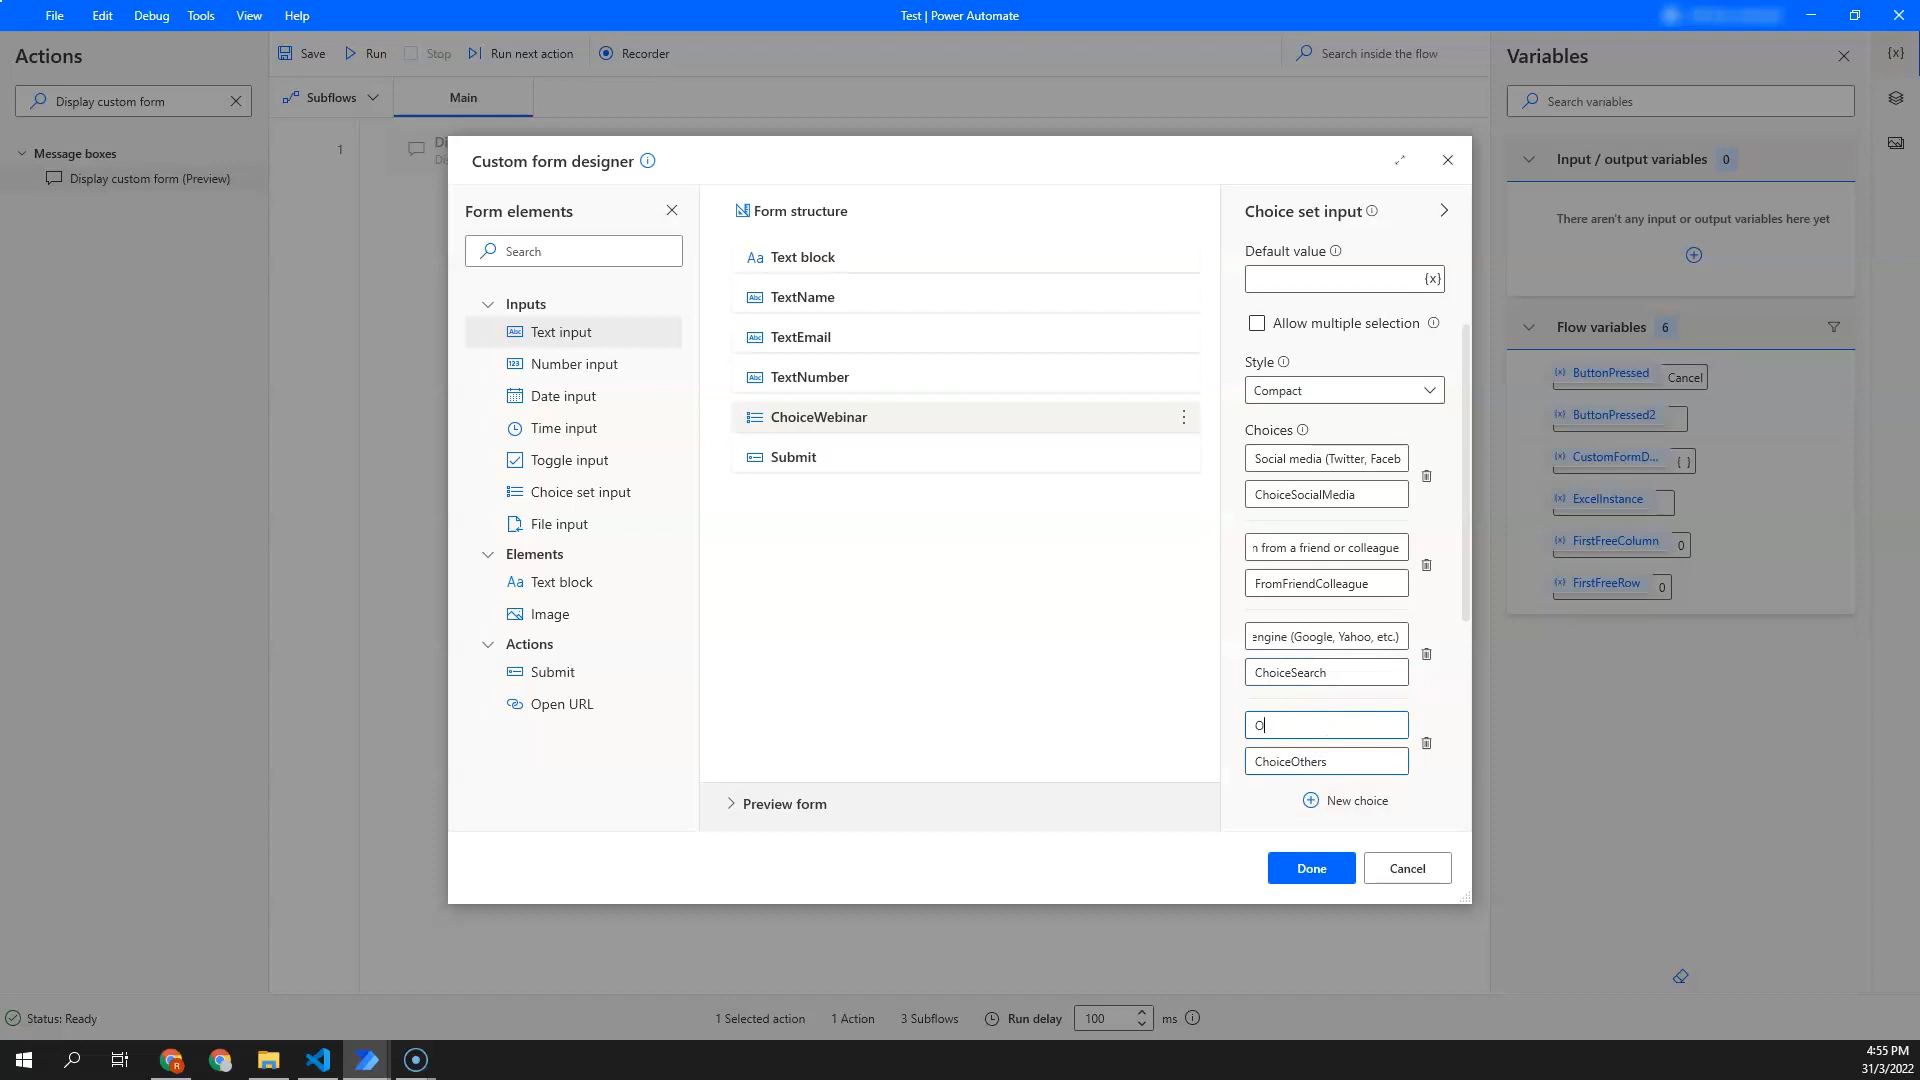 File Edit Debug Tools View Help
Test | Power Automate
Actions
Display custom form
Message boxes
Display custom form (Preview)
Save Run Stop Run next action Recorder
Search inside the flow
Subflows
Main
1
Custom form designer
Form elements
Search
Inputs
Text input
Number input
Date input
Time input
Toggle input
Choice set input
File input
Elements
Text block
Image
Actions
Submit
Open URL
Form structure
Text block
TextName
TextEmail
TextNumber
ChoiceWebinar
Submit
Preview form
Choice set input
Default value
{x}
Allow multiple selection
Style
Compact
Choices
Social media (Twitter, Faceb
ChoiceSocialMedia
n from a friend or colleague
FromFriendColleague
engine (Google, Yahoo, etc.)
ChoiceSearch
O
ChoiceOthers
New choice
Done
Cancel
Variables
{x}
Search variables
Input / output variables 0
There aren't any input or output variables here yet
Flow variables 6
(x) ButtonPressed Cancel
(x) ButtonPressed2
(x) CustomFormD... { }
(x) ExcelInstance
(x) FirstFreeColumn 0
(x) FirstFreeRow 0
Status: Ready
1 Selected action
1 Action
3 Subflows
Run delay
100
ms
4:55 PM
31/3/2022